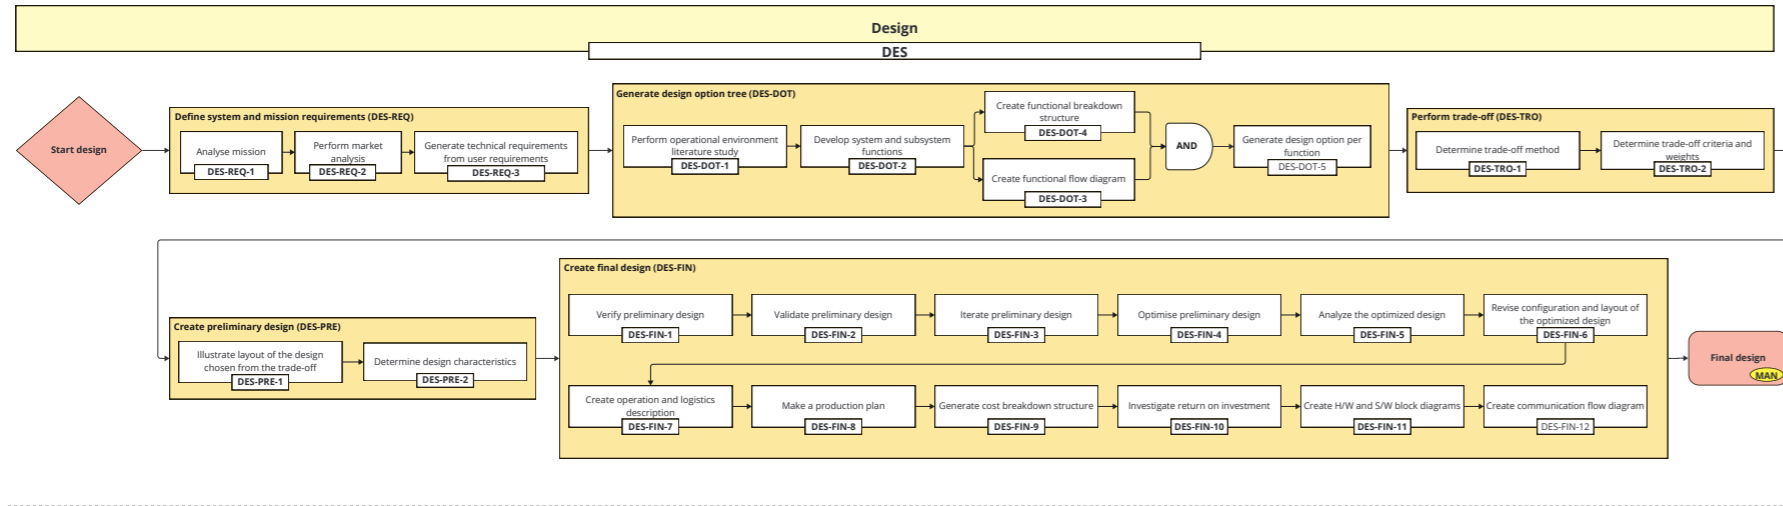 Design
DES
Start design
Define system and mission requirements (DES-REQ)
Analyse mission
DES-REQ-1
Perform market
analysis
DES-REQ-2
Generate technical requirements
from user requirements
DES-REQ-3
Generate design option tree (DES-DOT)
Perform operational environment
literature study
DES-DOT-1
Develop system and subsystem
functions
DES-DOT-2
Create functional breakdown
structure
DES-DOT-4
Create functional flow diagram
DES-DOT-3
AND
Generate design option per
function
DES-DOT-5
Perform trade-off (DES-TRO)
Determine trade-off method
DES-TRO-1
Determine trade-off criteria and
weights
DES-TRO-2
Create preliminary design (DES-PRE)
Illustrate layout of the design
chosen from the trade-off
DES-PRE-1
Determine design characteristics
DES-PRE-2
Create final design (DES-FIN)
Verify preliminary design
DES-FIN-1
Validate preliminary design
DES-FIN-2
Iterate preliminary design
DES-FIN-3
Optimise preliminary design
DES-FIN-4
Analyze the optimized design
DES-FIN-5
Revise configuration and layout of
the optimized design
DES-FIN-6
Create operation and logistics
description
DES-FIN-7
Make a production plan
DES-FIN-8
Generate cost breakdown structure
DES-FIN-9
Investigate return on investment
DES-FIN-10
Create H/W and S/W block diagrams
DES-FIN-11
Create communication flow diagram
DES-FIN-12
Final design
MAN